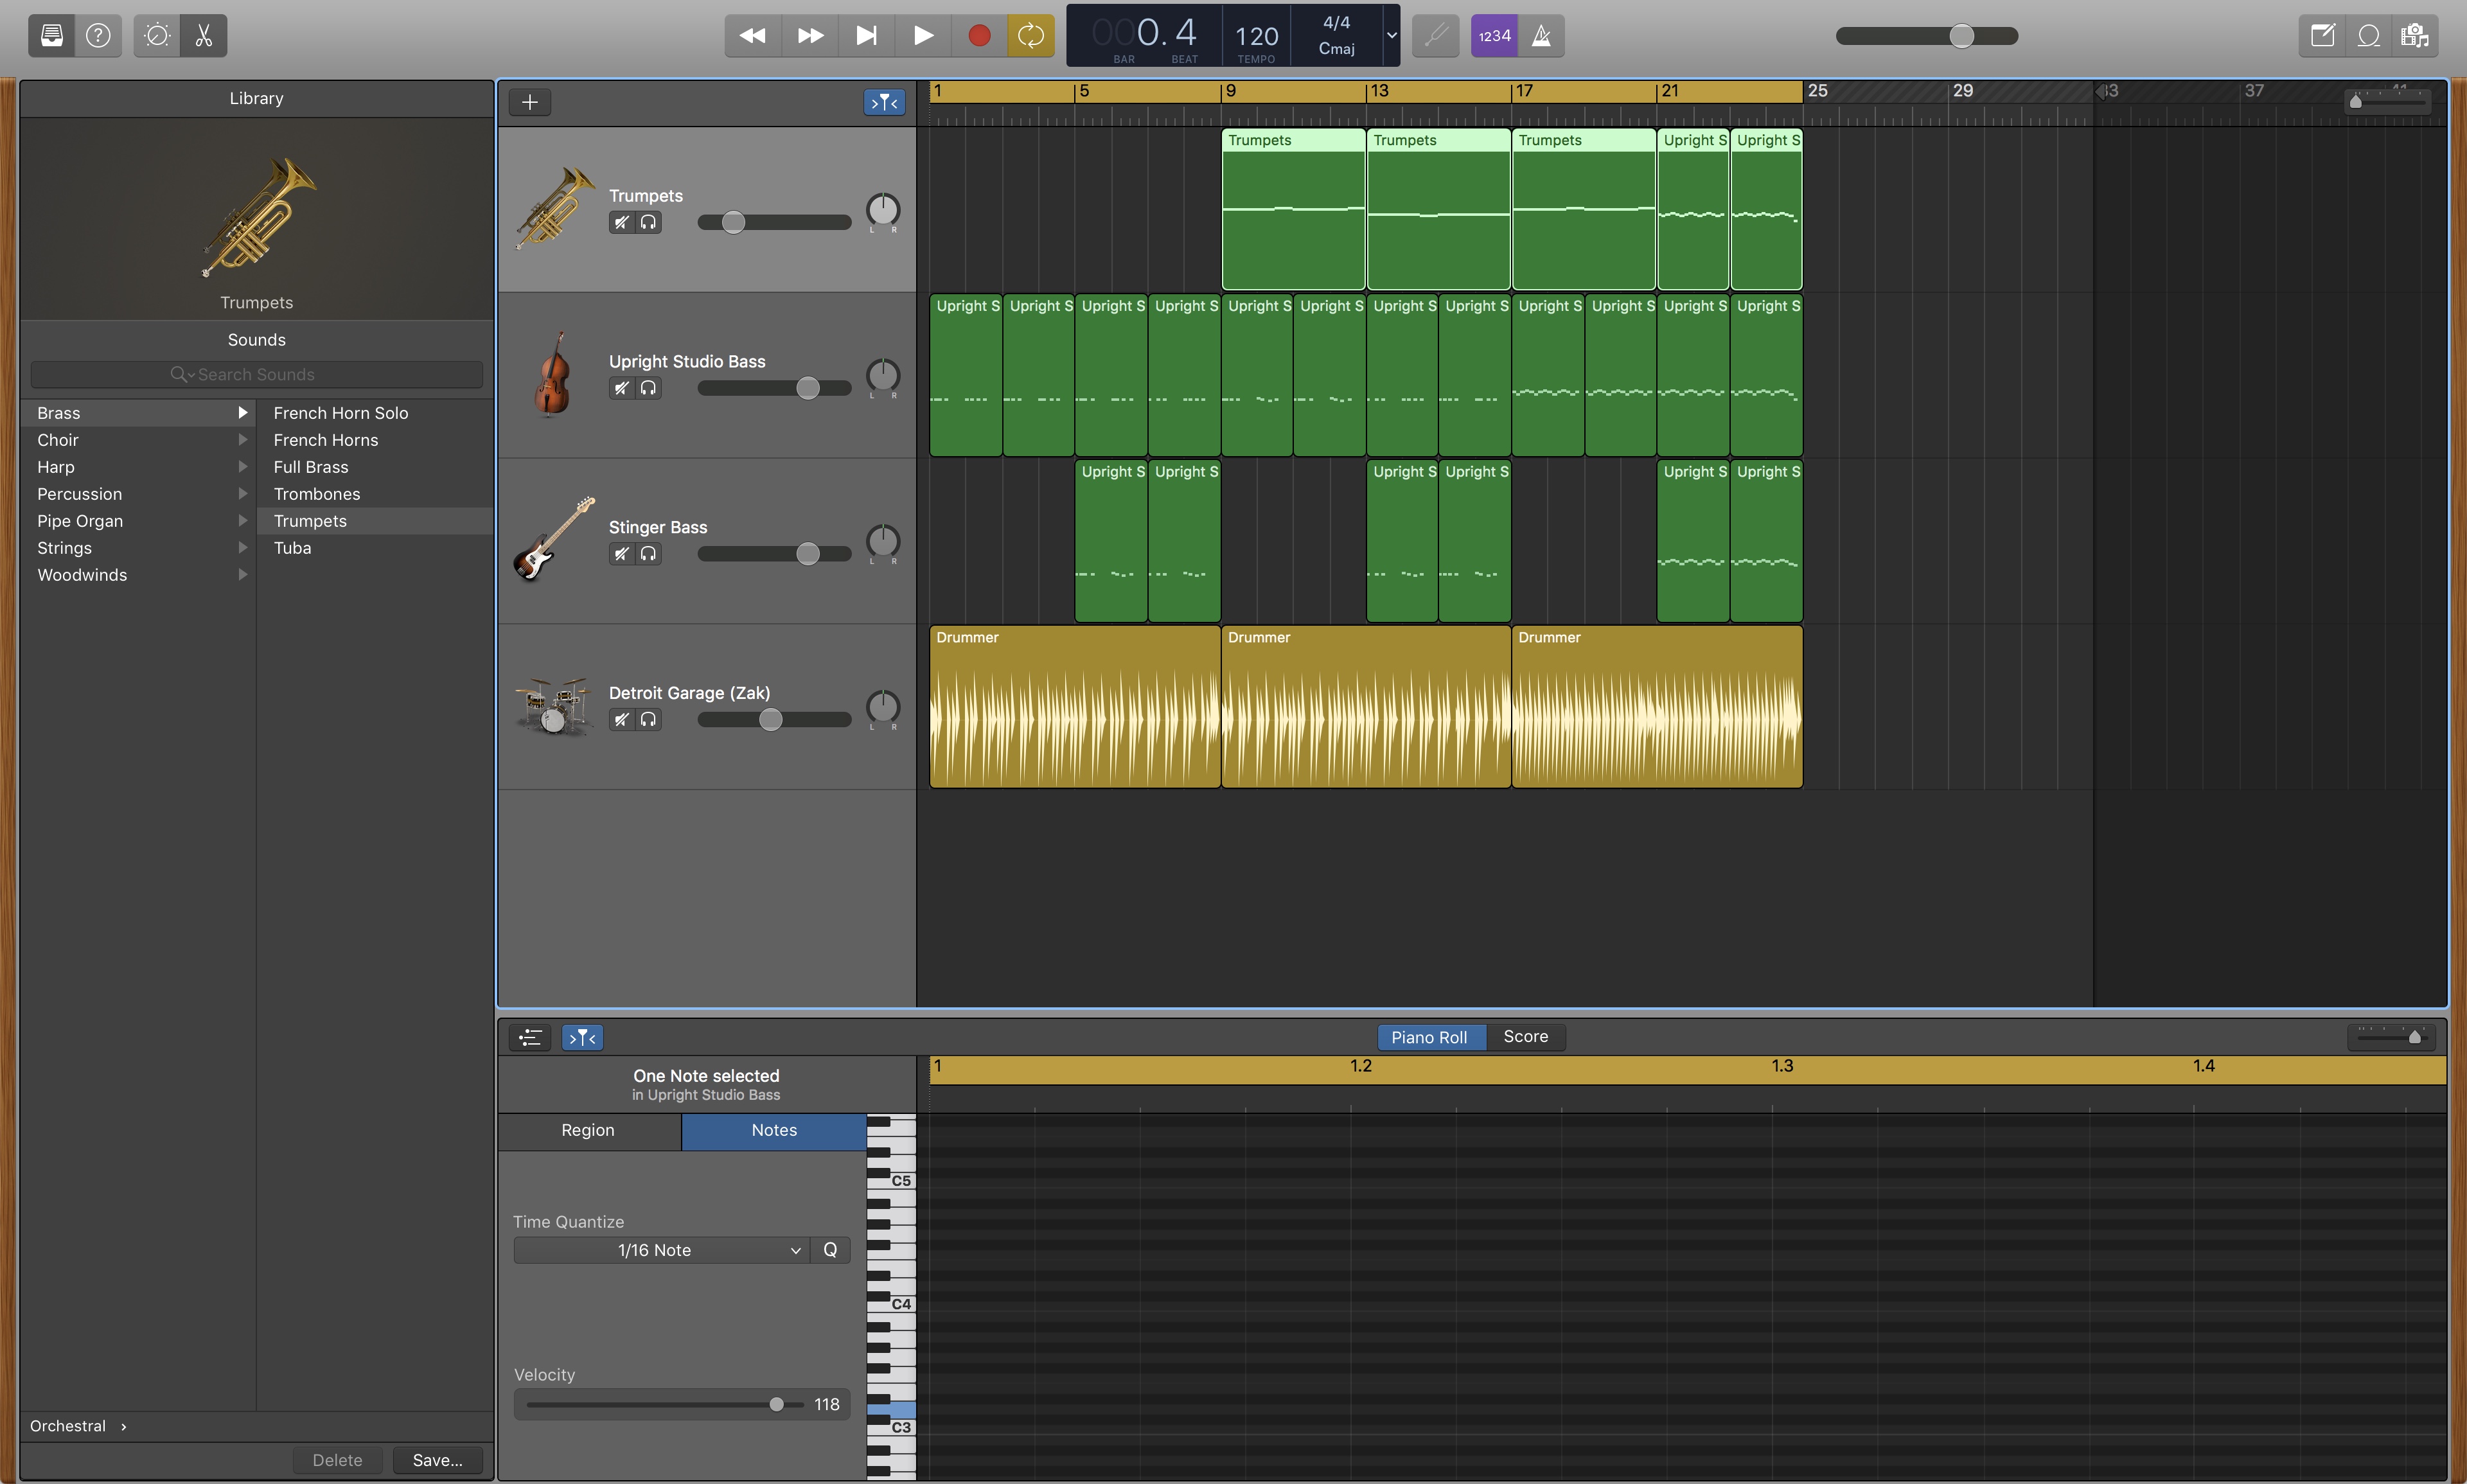 000.4
120
4/4
Cmaj
BAR
BEAT
TEMPO
1234
Library
Trumpets
Sounds
Search Sounds
Brass
Choir
Harp
Percussion
Pipe Organ
Strings
Woodwinds
French Horn Solo
French Horns
Full Brass
Trombones
Trumpets
Tuba
Orchestral
Delete
Save...
1 5 9 13 17 21 25 29 37
Trumpets
L R
Trumpets Trumpets Trumpets Upright S Upright S
Upright Studio Bass
L R
Upright S Upright S Upright S Upright S Upright S Upright S Upright S Upright S Upright S Upright S Upright S Upright S
Stinger Bass
L R
Upright S Upright S Upright S Upright S Upright S Upright S
Detroit Garage (Zak)
L R
Drummer Drummer Drummer
Piano Roll Score
One Note selected
in Upright Studio Bass
1 1.2 1.3 1.4
Region Notes
Time Quantize
1/16 Note Q
Velocity
118
C5
C4
C3